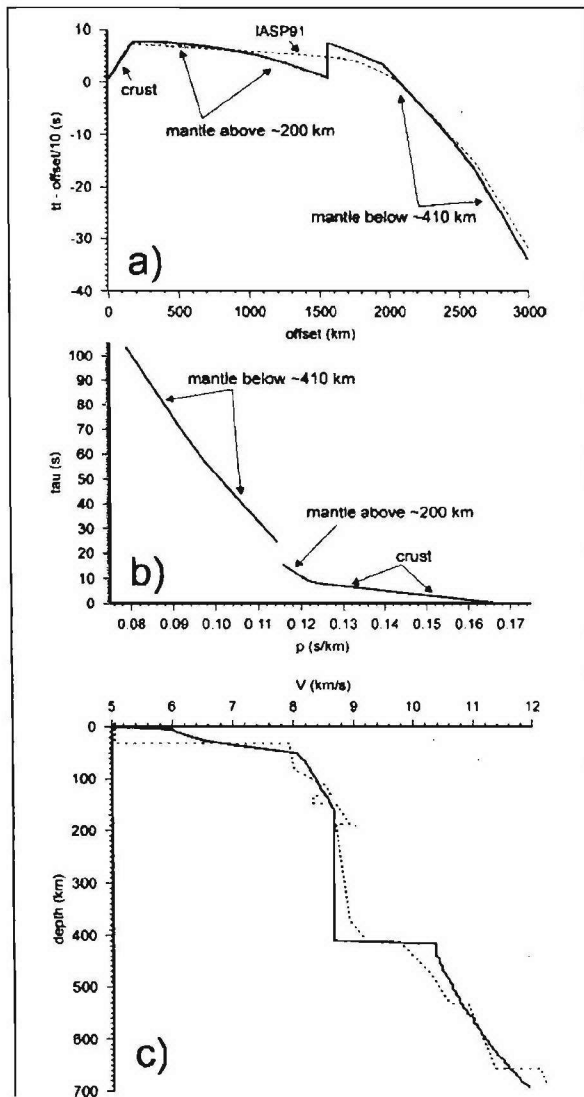 10
0
-10
-20
-30
-40
tt - offset/10 (s)
IASP91
crust
mantle above ~200 km
mantle below ~410 km
a)
0 500 1000 1500 2000 2500 3000
offset (km)
100
90
80
70
60
50
40
30
20
10
0
tau (s)
mantle below ~410 km
mantle above ~200 km
crust
b)
0.08 0.09 0.10 0 11 0.12 0.13 0.14 0.15 0.16 0.17
p (s/km)
V (km/s)
5 6 7 8 9 10 11 12
0
100
200
300
400
500
600
700
depth (km)
c)